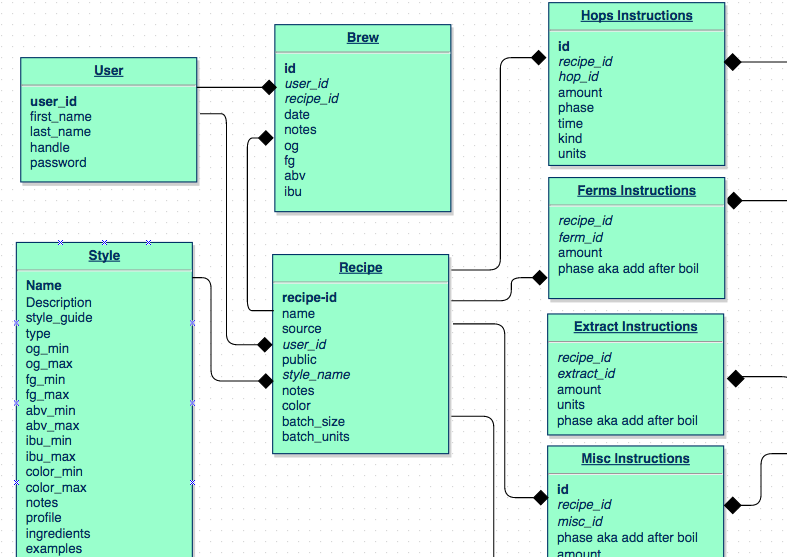 User
user_id
first_name
last_name
handle
password
Brew
id
user_id
recipe_id
date
notes
og
fg
abv
ibu
Hops Instructions
id
recipe_id
hop_id
amount
phase
time
kind
units
Ferms Instructions
recipe_id
ferm_id
amount
phase aka add after boil
Style
Name
Description
style_guide
type
og_min
og_max
fg_min
fg_max
abv_min
abv_max
ibu_min
ibu_max
color_min
color_max
notes
profile
ingredients
examples
Recipe
recipe-id
name
source
user_id
public
style_name
notes
color
batch_size
batch_units
Extract Instructions
recipe_id
extract_id
amount
units
phase aka add after boil
Misc Instructions
id
recipe_id
misc_id
phase aka add after boil
amount